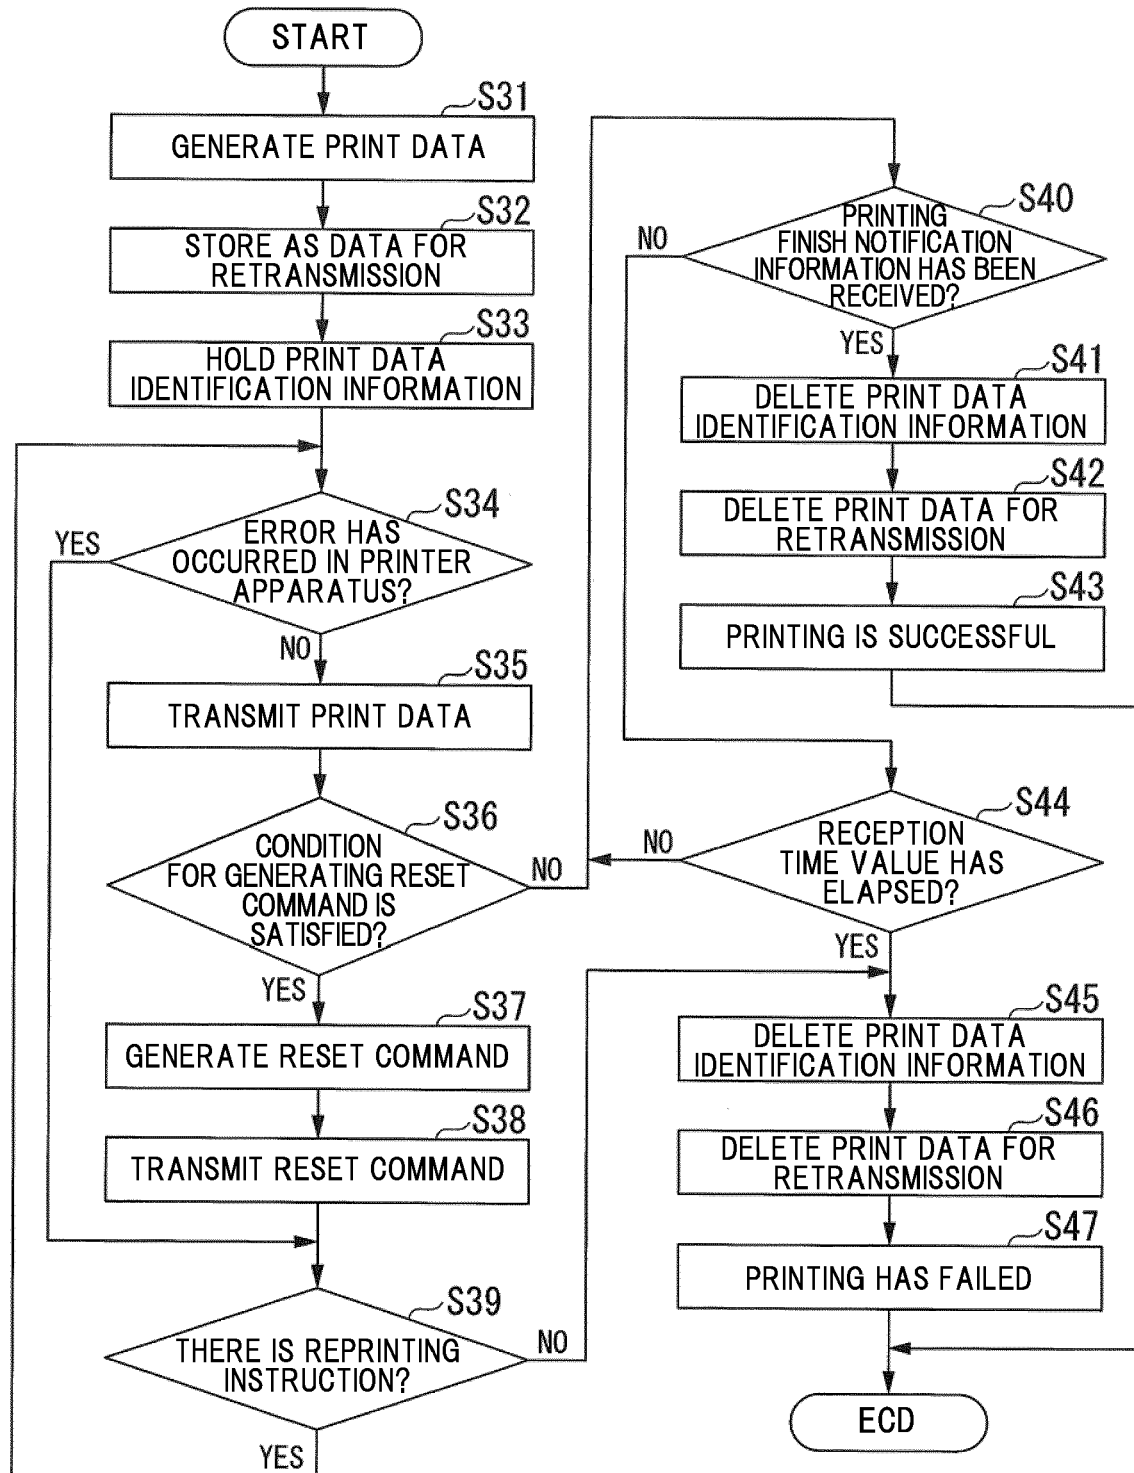 START
S31
GENERATE PRINT DATA
S32
STORE AS DATA FOR
RETRANSMISSION
S33
HOLD PRINT DATA
IDENTIFICATION INFORMATION
S34
YES
ERROR HAS
OCCURRED IN PRINTER
APPARATUS?
NO
S35
TRANSMIT PRINT DATA
S36
CONDITION
FOR GENERATING RESET
COMMAND IS
SATISFIED?
NO
YES
S37
GENERATE RESET COMMAND
S38
TRANSMIT RESET COMMAND
S39
THERE IS REPRINTING
INSTRUCTION?
NO
YES
S40
NO
PRINTING
FINISH NOTIFICATION
INFORMATION HAS BEEN
RECEIVED?
YES
S41
DELETE PRINT DATA
IDENTIFICATION INFORMATION
S42
DELETE PRINT DATA FOR
RETRANSMISSION
S43
PRINTING IS SUCCESSFUL
S44
NO
RECEPTION
TIME VALUE HAS
ELAPSED?
YES
S45
DELETE PRINT DATA
IDENTIFICATION INFORMATION
S46
DELETE PRINT DATA FOR
RETRANSMISSION
S47
PRINTING HAS FAILED
ECD